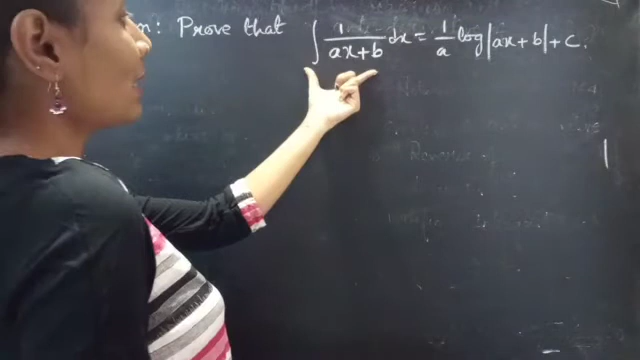 n: Prove that ∫ 1/(ax+b) dx = 1/a log|ax+b| + c.